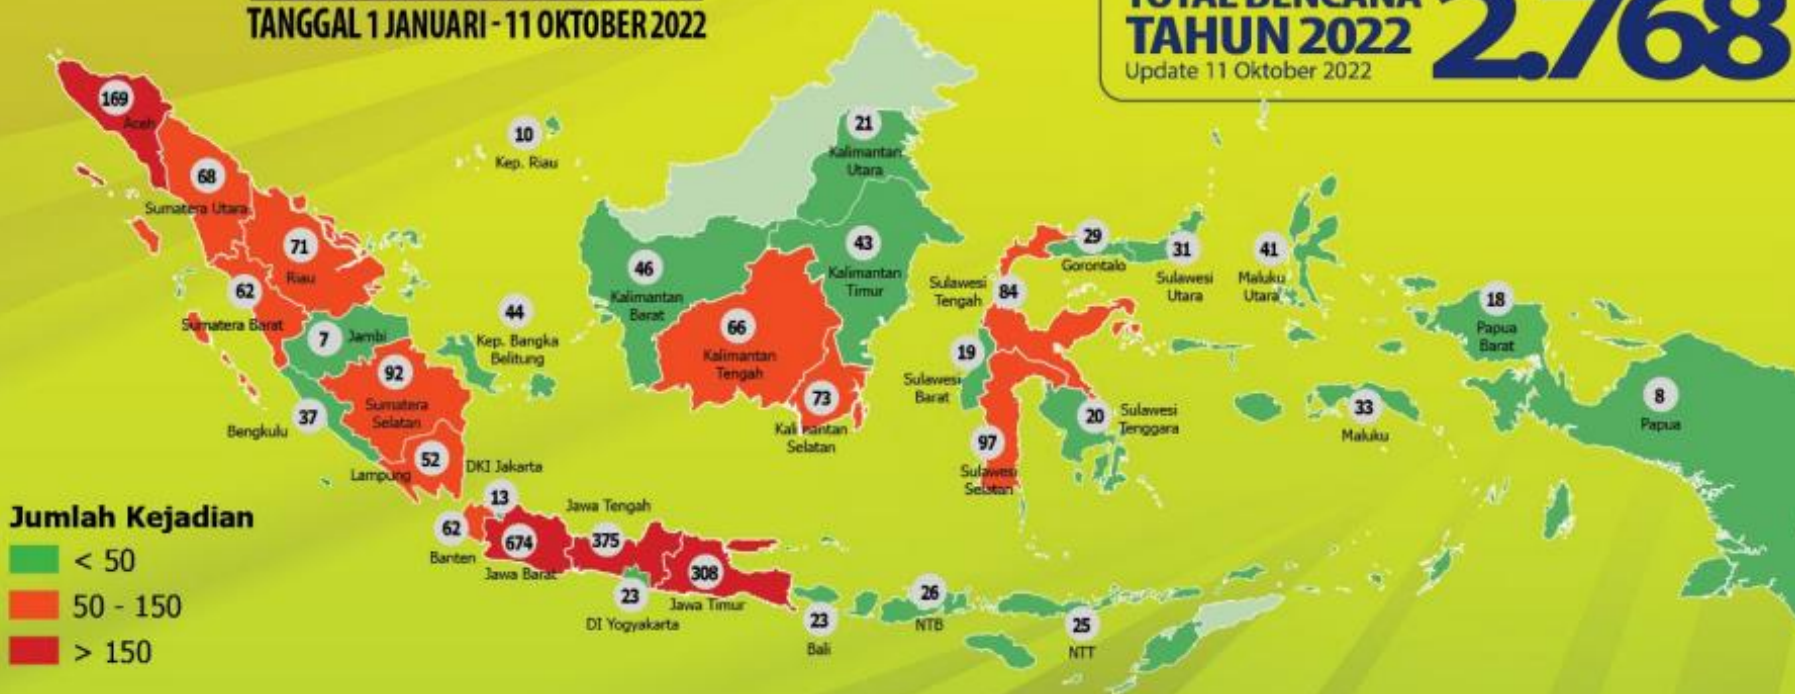 TANGGAL 1 JANUARI - 11 OKTOBER 2022
TOTAL BENCANA
TAHUN 2022
Update 11 Oktober 2022
2.768
169
Aceh
68
Sumatera Utara
71
Riau
62
Sumatera Barat
7
Jambi
92
Sumatera
Selatan
37
Bengkulu
52
Lampung
10
Kep. Riau
44
Kep. Bangka
Belitung
DKI Jakarta
13
62
Banten
674
Jawa Barat
Jawa Tengah
375
23
DI Yogyakarta
308
Jawa Timur
23
Bali
26
NTB
25
NTT
21
Kalimantan
Utara
46
Kalimantan
Barat
43
Kalimantan
Timur
66
Kalimantan
Tengah
73
Kalimantan
Selatan
29
Gorontalo
31
Sulawesi
Utara
Sulawesi
Tengah
84
19
Sulawesi
Barat
20
Sulawesi
Tenggara
97
Sulawesi
Selatan
41
Maluku
Utara
33
Maluku
18
Papua
Barat
8
Papua
Jumlah Kejadian
< 50
50 - 150
> 150